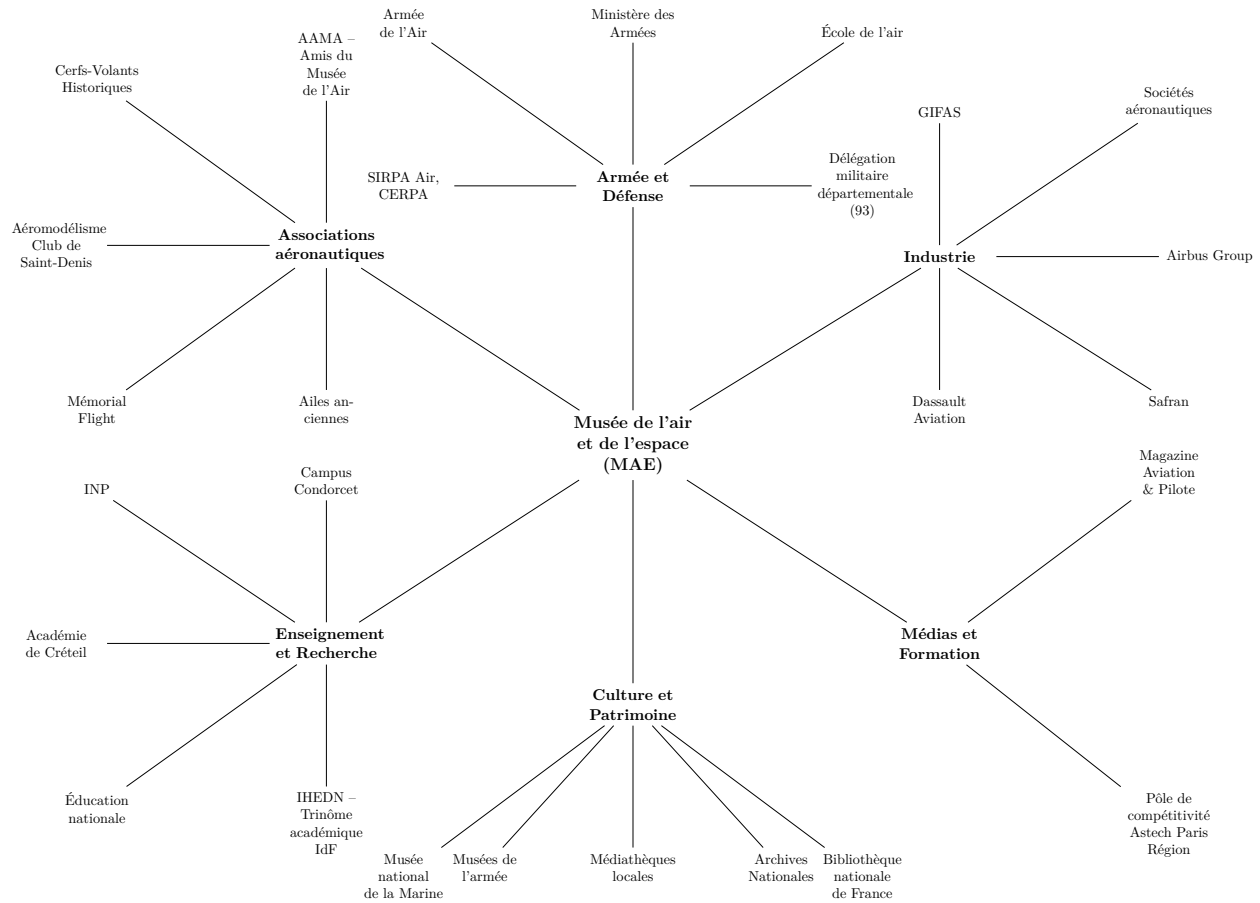 Armée
de l'Air
Ministère des
Armées
École de l'air
AAMA –
Amis du
Musée
de l'Air
Cerfs-Volants
Historiques
Sociétés
aéronautiques
GIFAS
SIRPA Air,
CERPA
Armée et
Défense
Délégation
militaire
départementale
(93)
Aéromodélisme
Club de
Saint-Denis
Associations
aéronautiques
Industrie
Airbus Group
Mémorial
Flight
Ailes an-
ciennes
Musée de l'air
et de l'espace
(MAE)
Dassault
Aviation
Safran
INP
Campus
Condorcet
Magazine
Aviation
& Pilote
Académie
de Créteil
Enseignement
et Recherche
Médias et
Formation
Culture et
Patrimoine
Éducation
nationale
IHEDN –
Trinôme
académique
IdF
Pôle de
compétitivité
Astech Paris
Région
Musée
national
de la Marine
Musées de
l'armée
Médiathèques
locales
Archives
Nationales
Bibliothèque
nationale
de France